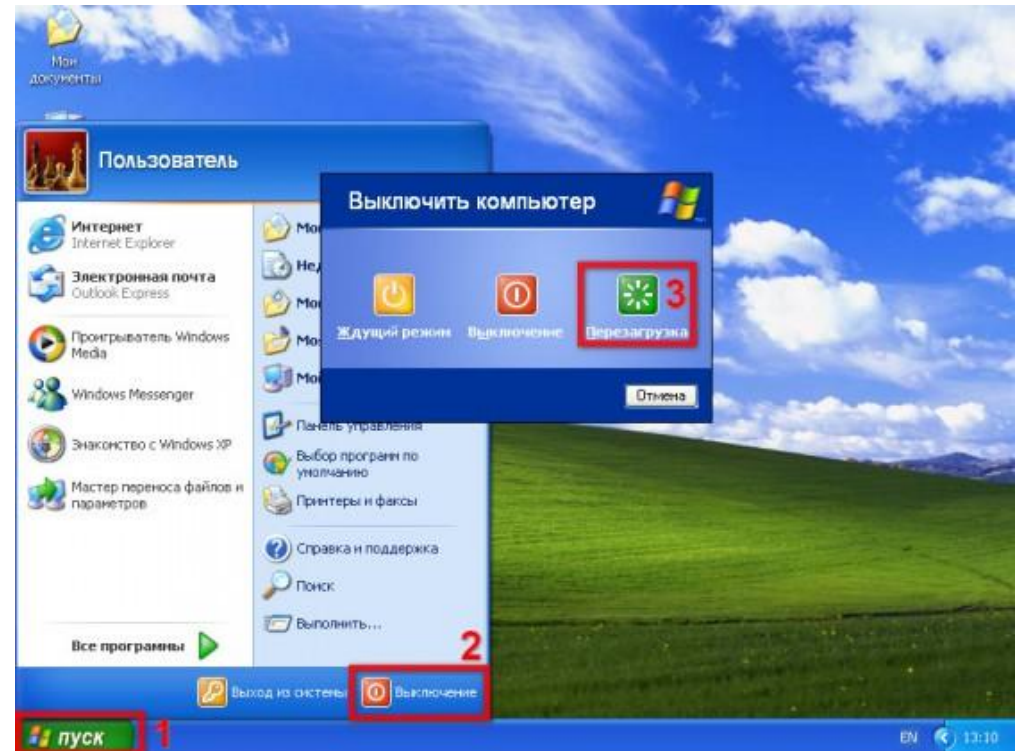 Мои
документы
Пользователь
Интернет
Internet Explorer
Электронная почта
Outlook Express
Проигрыватель Windows
Media
Windows Messenger
Знакомство с Windows XP
Мастер переноса файлов и
параметров
Все программы
Панель управления
Выбор программ по
умолчанию
Принтеры и факсы
Справка и поддержка
Поиск
Выполнить...
2
Выход из системы
Выключение
Выключить компьютер
3
Ждущий режим
Выключение
Перезагрузка
Отмена
пуск
1
EN
13:10